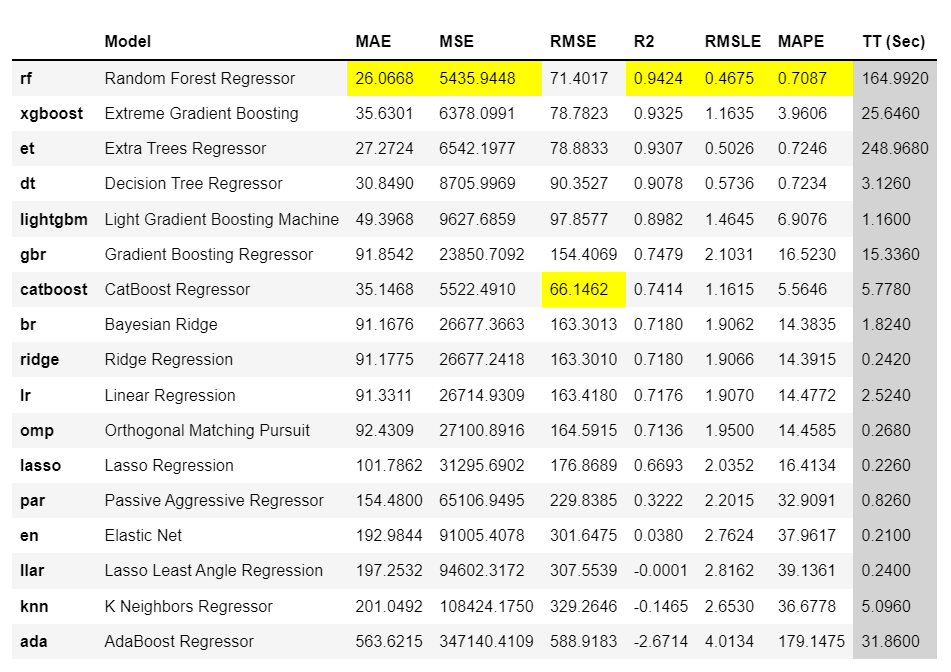 Model MAE MSE RMSE R2 RMSLE MAPE TT (Sec)
rf Random Forest Regressor 26.0668 5435.9448 71.4017 0.9424 0.4675 0.7087 164.9920
xgboost Extreme Gradient Boosting 35.6301 6378.0991 78.7823 0.9325 1.1635 3.9606 25.6460
et Extra Trees Regressor 27.2724 6542.1977 78.8833 0.9307 0.5026 0.7246 248.9680
dt Decision Tree Regressor 30.8490 8705.9969 90.3527 0.9078 0.5736 0.7234 3.1260
lightgbm Light Gradient Boosting Machine 49.3968 9627.6859 97.8577 0.8982 1.4645 6.9076 1.1600
gbr Gradient Boosting Regressor 91.8542 23850.7092 154.4069 0.7479 2.1031 16.5230 15.3360
catboost CatBoost Regressor 35.1468 5522.4910 66.1462 0.7414 1.1615 5.5646 5.7780
br Bayesian Ridge 91.1676 26677.3663 163.3013 0.7180 1.9062 14.3835 1.8240
ridge Ridge Regression 91.1775 26677.2418 163.3010 0.7180 1.9066 14.3915 0.2420
lr Linear Regression 91.3311 26714.9309 163.4180 0.7176 1.9070 14.4772 2.5240
omp Orthogonal Matching Pursuit 92.4309 27100.8916 164.5915 0.7136 1.9500 14.4585 0.2680
lasso Lasso Regression 101.7862 31295.6902 176.8689 0.6693 2.0352 16.4134 0.2260
par Passive Aggressive Regressor 154.4800 65106.9495 229.8385 0.3222 2.2015 32.9091 0.8260
en Elastic Net 192.9844 91005.4078 301.6475 0.0380 2.7624 37.9617 0.2100
llar Lasso Least Angle Regression 197.2532 94602.3172 307.5539 -0.0001 2.8162 39.1361 0.2400
knn K Neighbors Regressor 201.0492 108424.1750 329.2646 -0.1465 2.6530 36.6778 5.0960
ada AdaBoost Regressor 563.6215 347140.4109 588.9183 -2.6714 4.0134 179.1475 31.8600